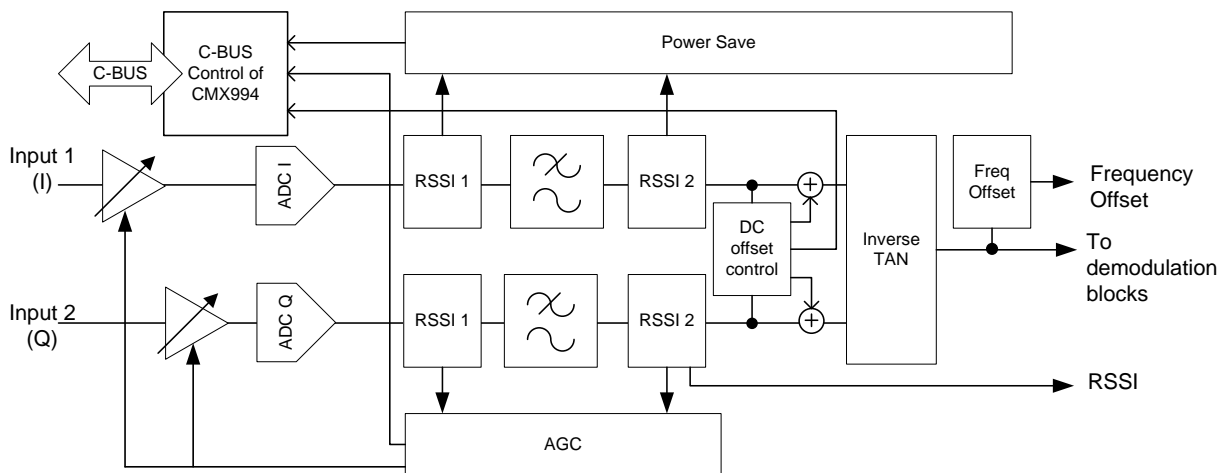 Power Save
C-BUS
Control of
CMX994
C-BUS
Input 1
(I)
ADC I
RSSI 1
RSSI 2
Freq
Offset
Frequency
Offset
DC
offset
control
Inverse
TAN
To
demodulation
blocks
Input 2
(Q)
ADC Q
RSSI 1
RSSI 2
RSSI
AGC